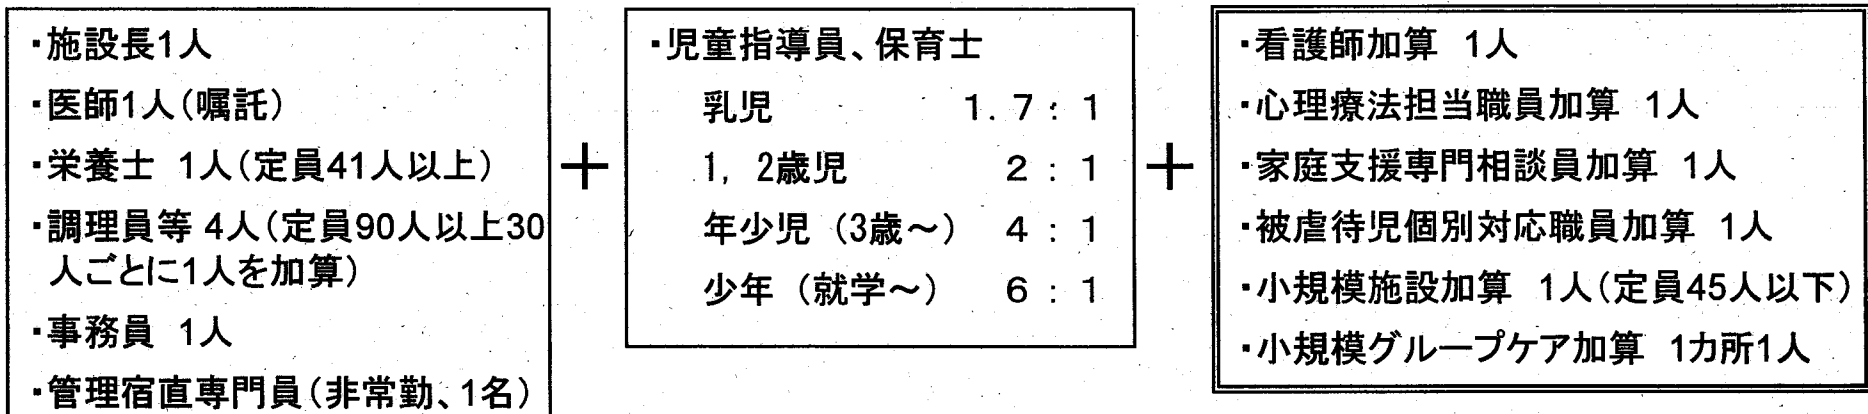 ・施設長1人
・医師1人(嘱託)
・栄養士 1人(定員41人以上)
・調理員等 4人(定員90人以上30
人ごとに1人を加算)
・事務員 1人
・管理宿直専門員(非常勤、1名)
＋
・児童指導員、保育士
乳児 1.7:1
1, 2歳児 2:1
年少児 (3歳～) 4:1
少年 (就学～) 6:1
＋
・看護師加算 1人
・心理療法担当職員加算 1人
・家庭支援専門相談員加算 1人
・被虐待児個別対応職員加算 1人
・小規模施設加算 1人(定員45人以下)
・小規模グループケア加算 1カ所1人